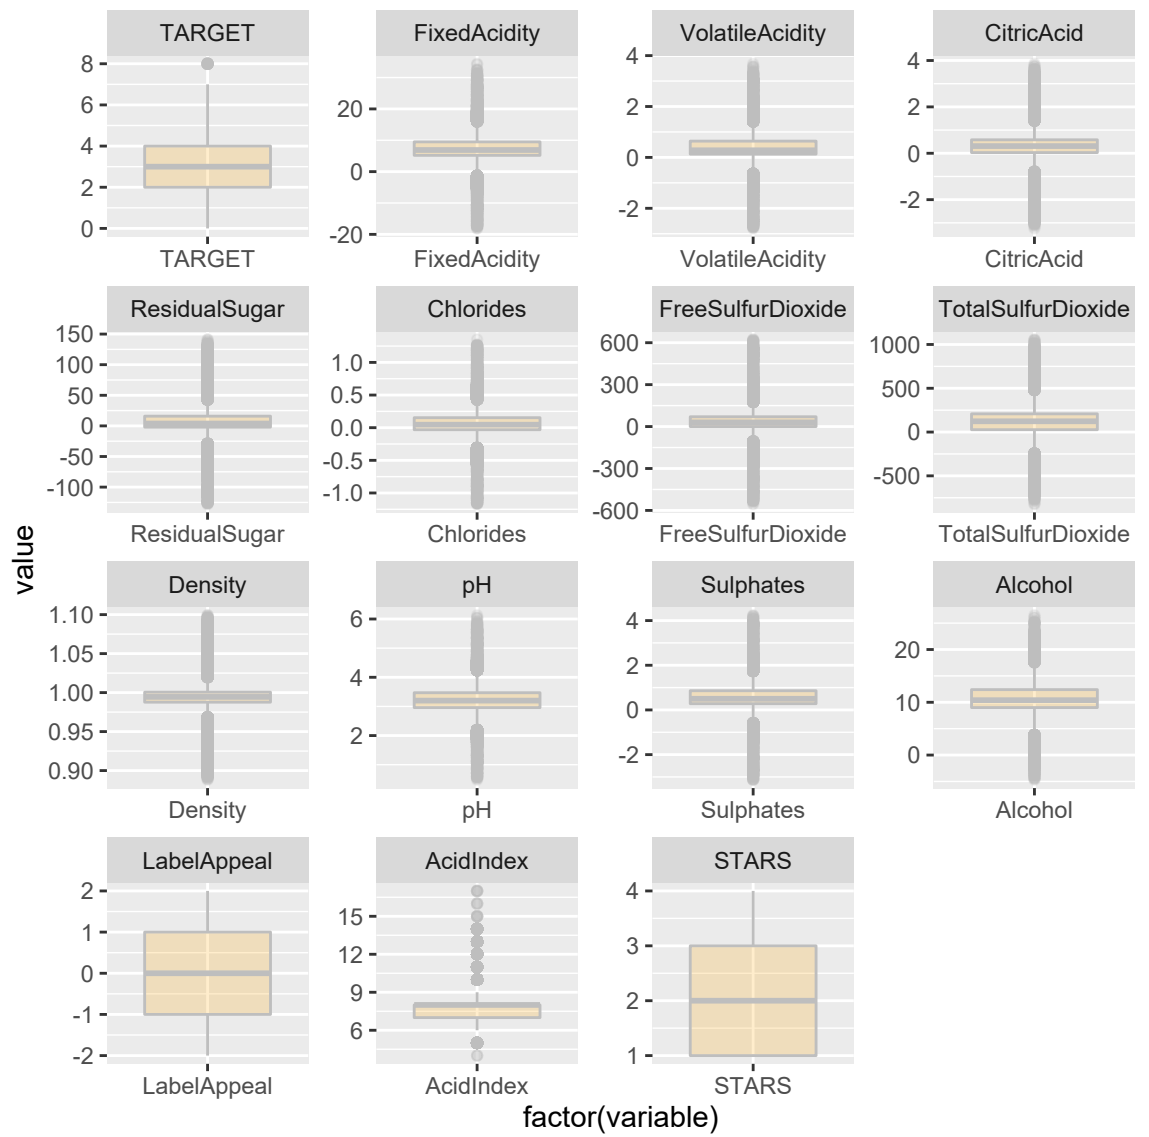 TARGET FixedAcidity VolatileAcidity CitricAcid
8 6 4 2 0
20 0 -20
4 2 0 -2
4 2 0 -2
TARGET FixedAcidity VolatileAcidity CitricAcid
ResidualSugar Chlorides FreeSulfurDioxide TotalSulfurDioxide
150 100 50 0 -50 -100
1.0 0.5 0.0 -0.5 -1.0
600 300 0 -300 -600
1000 500 0 -500
ResidualSugar Chlorides FreeSulfurDioxide TotalSulfurDioxide
value
Density pH Sulphates Alcohol
1.10 1.05 1.00 0.95 0.90
6 4 2
4 2 0 -2
20 10 0
Density pH Sulphates Alcohol
LabelAppeal AcidIndex STARS
2 1 0 -1 -2
15 12 9 6
4 3 2 1
LabelAppeal AcidIndex STARS
factor(variable)